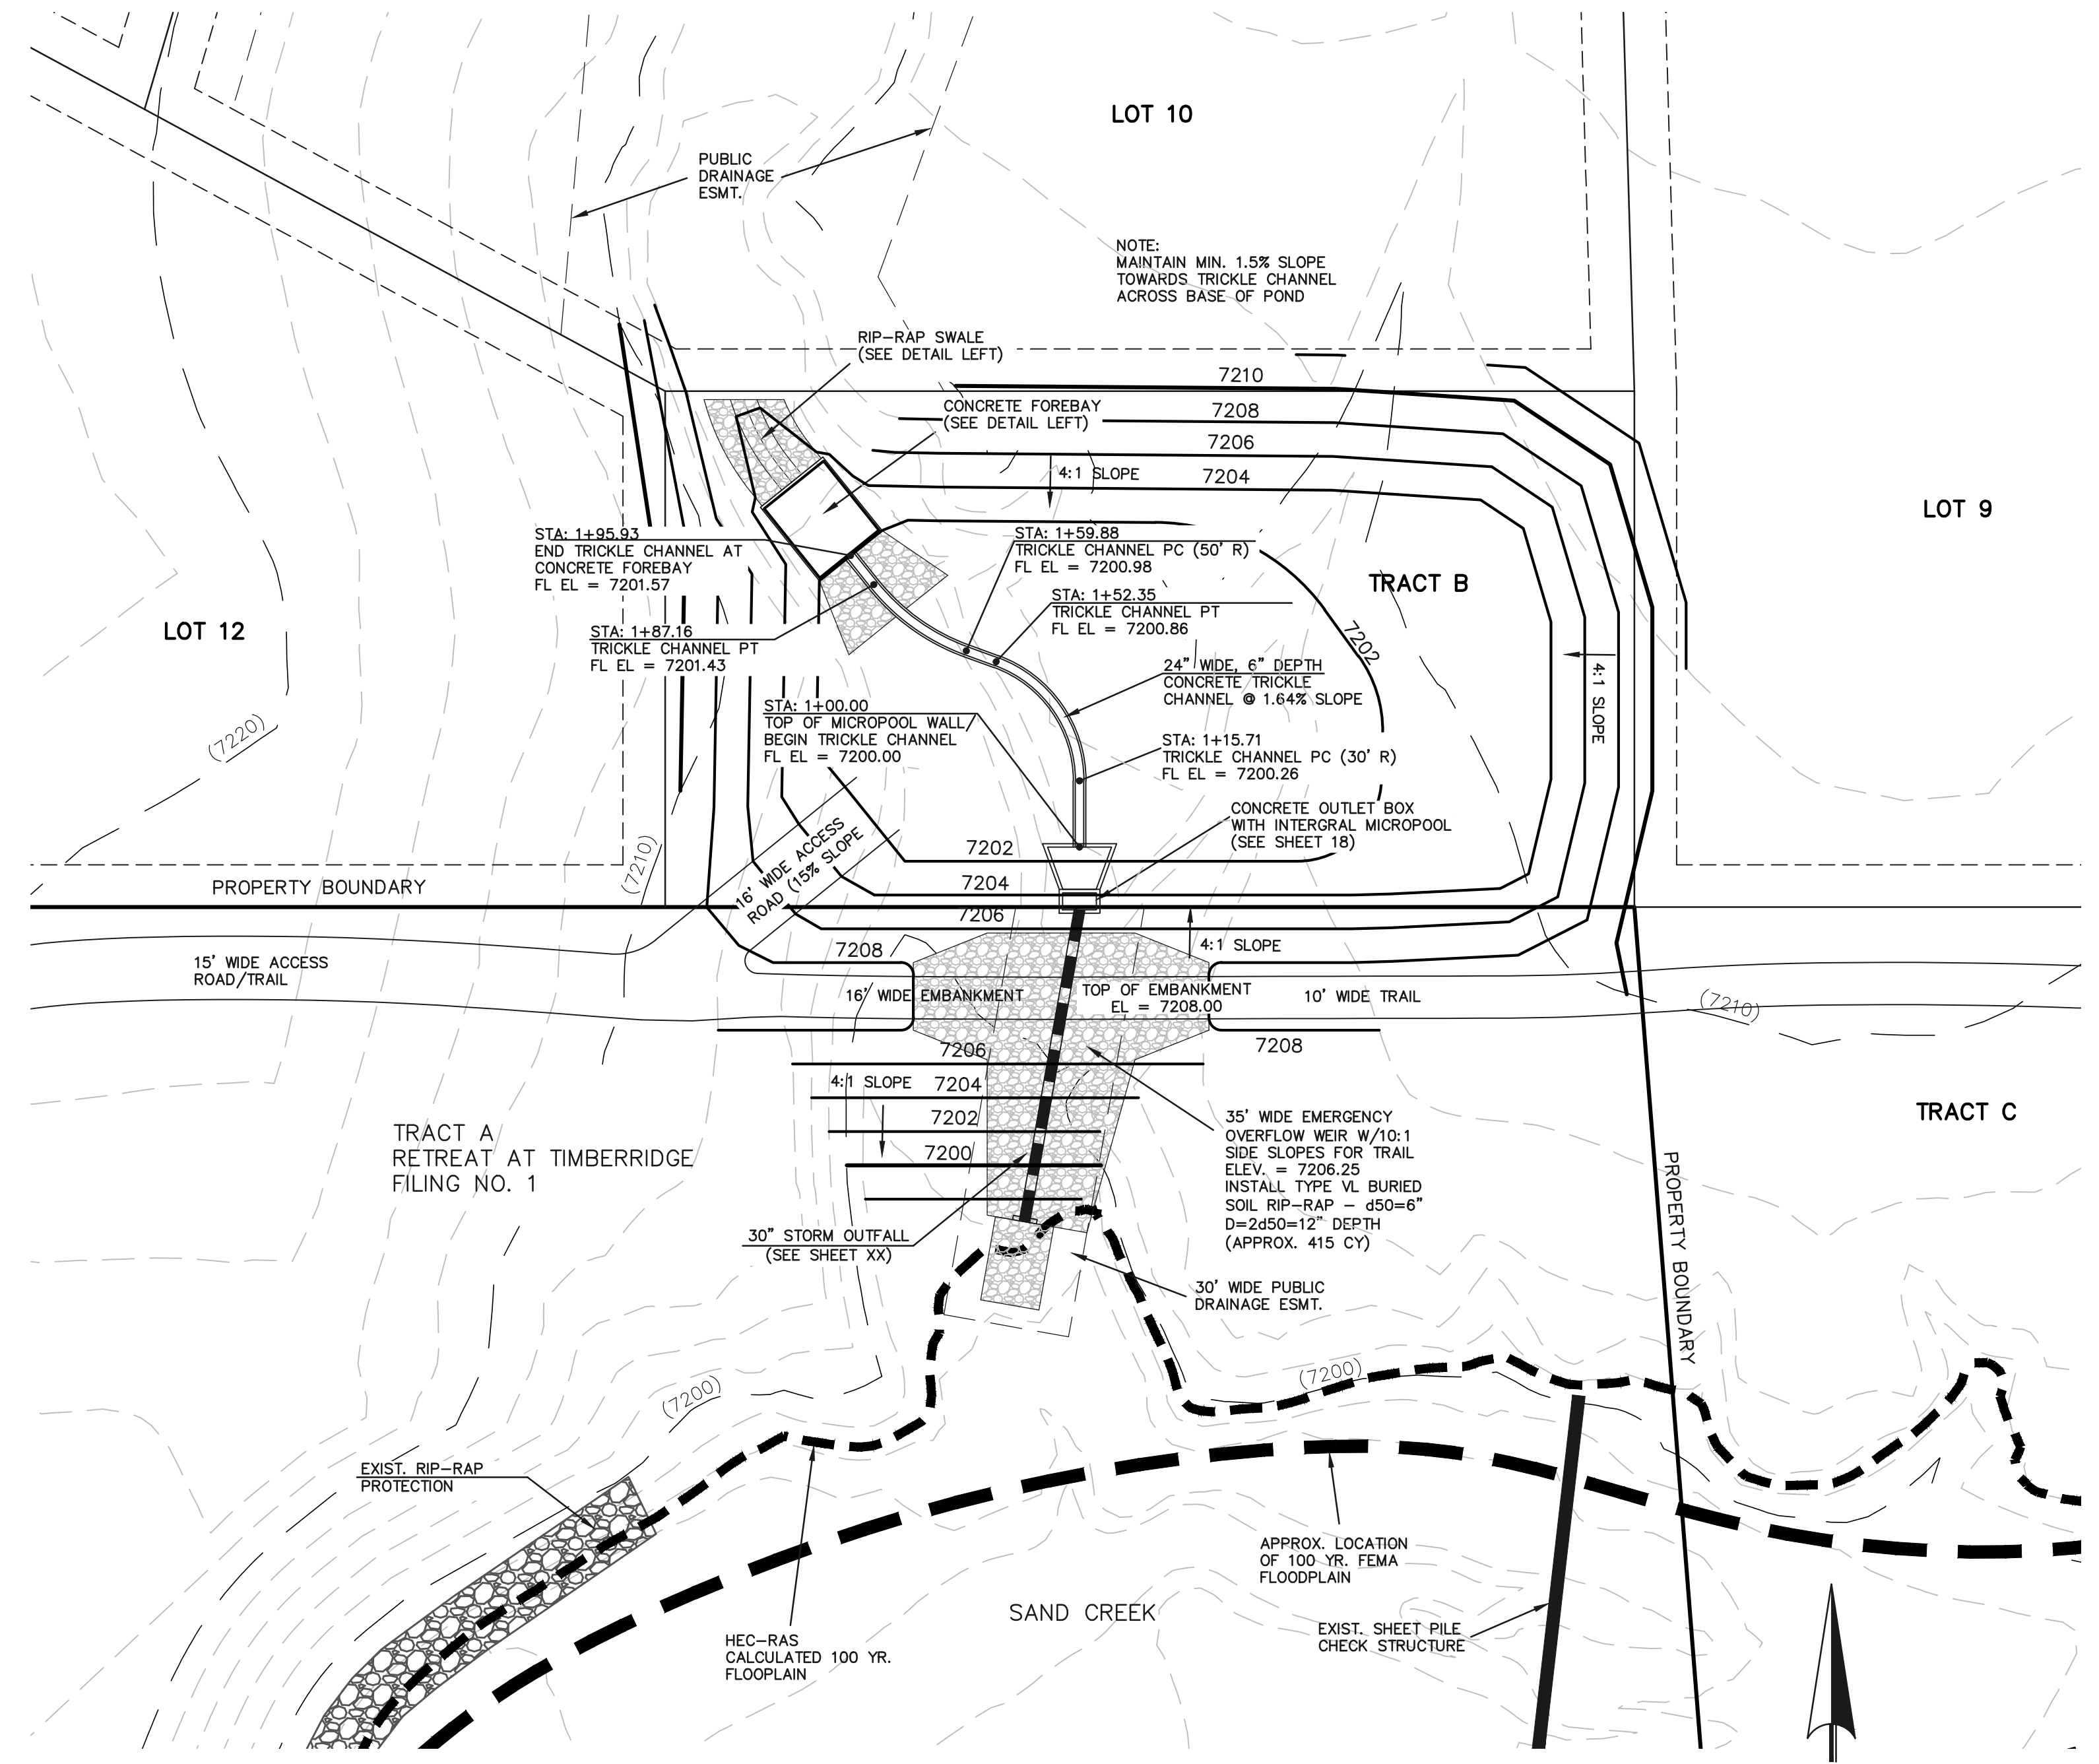 LOT 10
PUBLIC
DRAINAGE
ESMT.
NOTE:
MAINTAIN MIN. 1.5% SLOPE
TOWARDS TRICKLE CHANNEL
ACROSS BASE OF POND
RIP-RAP SWALE
(SEE DETAIL LEFT)
7210
CONCRETE FOREBAY
(SEE DETAIL LEFT)
7208
7206
4:1 SLOPE
7204
LOT 9
STA: 1+95.93
END TRICKLE CHANNEL AT
CONCRETE FOREBAY
FL EL = 7201.57
STA: 1+59.88
TRICKLE CHANNEL PC (50' R)
FL EL = 7200.98
TRACT B
STA: 1+52.35
TRICKLE CHANNEL PT
FL EL = 7200.86
LOT 12
STA: 1+87.16
TRICKLE CHANNEL PT
FL EL = 7201.43
7202
24" WIDE, 6" DEPTH
CONCRETE TRICKLE
CHANNEL @ 1.64% SLOPE
4:1 SLOPE
STA: 1+00.00
TOP OF MICROPOOL WALL/
BEGIN TRICKLE CHANNEL
FL EL = 7200.00
(7220)
STA: 1+15.71
TRICKLE CHANNEL PC (30' R)
FL EL = 7200.26
CONCRETE OUTLET BOX
WITH INTERGRAL MICROPOOL
(SEE SHEET 18)
16' WIDE ACCESS
ROAD (15% SLOPE
7202
(7210)
PROPERTY BOUNDARY
7204
7206
7208
4:1 SLOPE
15' WIDE ACCESS
ROAD/TRAIL
16' WIDE EMBANKMENT
TOP OF EMBANKMENT
EL = 7208.00
10' WIDE TRAIL
(7210)
7206
7208
4:1 SLOPE
7204
7202
7200
TRACT C
35' WIDE EMERGENCY
OVERFLOW WEIR W/10:1
SIDE SLOPES FOR TRAIL
ELEV. = 7206.25
INSTALL TYPE VL BURIED
SOIL RIP-RAP - d50=6"
D=2d50=12" DEPTH
(APPROX. 415 CY)
TRACT A
RETREAT AT TIMBERRIDGE
FILING NO. 1
PROPERTY BOUNDARY
30" STORM OUTFALL
(SEE SHEET XX)
30' WIDE PUBLIC
DRAINAGE ESMT.
(7200)
(7200)
EXIST. RIP-RAP
PROTECTION
APPROX. LOCATION
OF 100 YR. FEMA
FLOODPLAIN
SAND CREEK
EXIST. SHEET PILE
CHECK STRUCTURE
HEC-RAS
CALCULATED 100 YR.
FLOOPLAIN